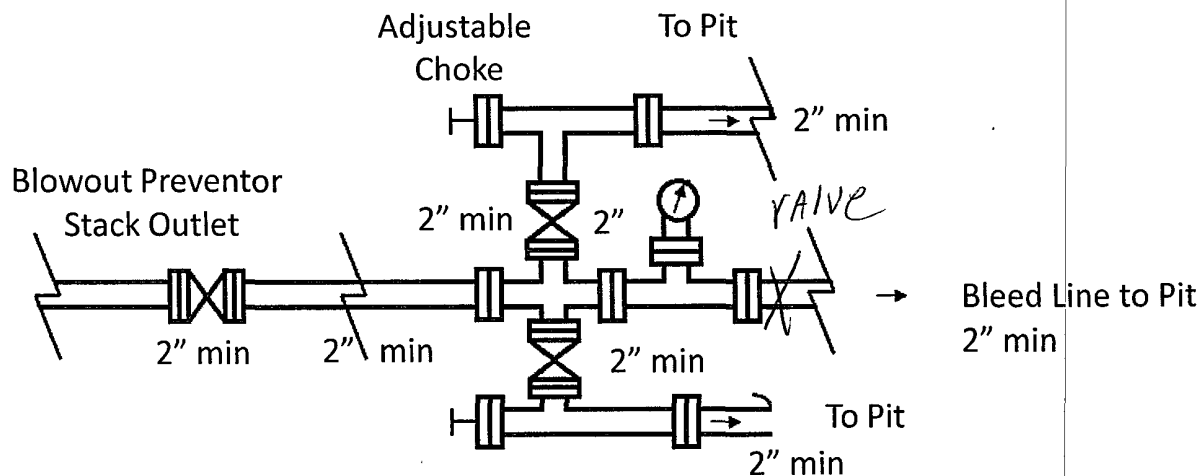 Adjustable
Choke
To Pit
2” min
Blowout Preventor
Stack Outlet
2” min
2”
VALVE
2” min
2” min
2” min
Bleed Line to Pit
2” min
To Pit
2” min